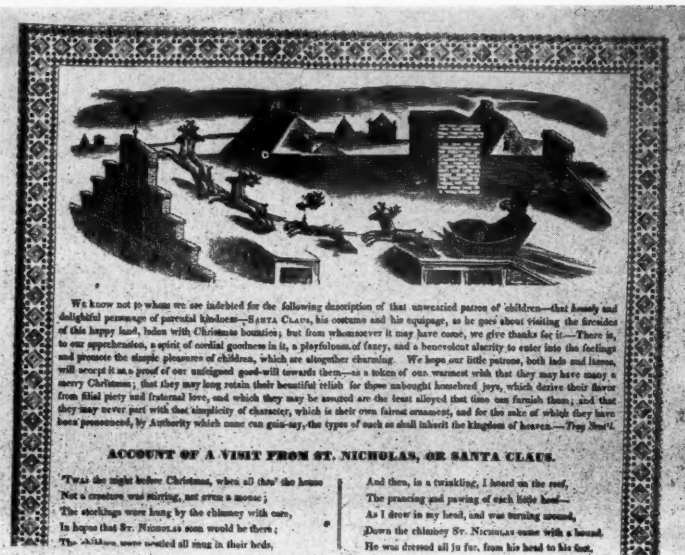 We know not to whom we are indebted for the following description of that unwearied patron of children—that homely and
delightful personage of parental kindness—SANTA CLAUS, his costume and his equipage, as he goes about visiting the firesides
of this happy land, laden with Christmas bounties; but from whomsoever it may have come, we give thanks for it.—There is,
to our apprehension, a spirit of cordial goodness in it, a playfulness of fancy, and a benevolent alacrity to enter into the feelings
and promote the simple pleasures of children, which are altogether charming. We hope our little patrons, both lads and lasses,
will accept it as a proof of our unfeigned good-will towards them—as a token of our warmest wish that they may have many a
merry Christmas; that they may long retain their beautiful relish for those unbought homebred joys, which derive their flavor
from filial piety and fraternal love, and which they may be assured are the least alloyed that time can furnish them; and that
they may never part with that simplicity of character, which is their own fairest ornament, and for the sake of which they have
been pronounced, by Authority which none can gain-say, the types of such as shall inherit the kingdom of heaven.—Troy Sent'l.
ACCOUNT OF A VISIT FROM ST. NICHOLAS, OR SANTA CLAUS.
'Twas the night before Christmas, when all thro' the house
Not a creature was stirring, not even a mouse;
The stockings were hung by the chimney with care,
In hopes that ST. NICHOLAS soon would be there;
The children were nestled all snug in their beds,
And then, in a twinkling, I heard on the roof,
The prancing and pawing of each little hoof—
As I drew in my head, and was turning around,
Down the chimney ST. NICHOLAS came with a bound.
He was dressed all in fur, from his head to his foot,